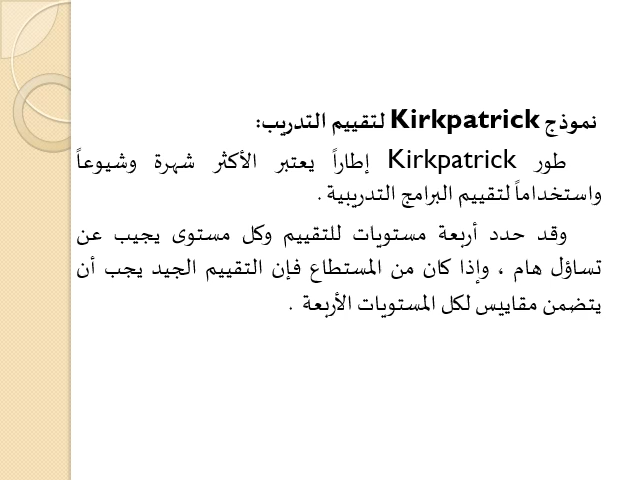 نموذج Kirkpatrick لتقييم التدريب:
طور Kirkpatrick إطاراً يعتبر الأكثر شهرة وشيوعاً
واستخداماً لتقييم البرامج التدريبية .
وقد حدد أربعة مستويات للتقييم وكل مستوى يجيب عن
تساؤل هام ، وإذا كان من المستطاع فإن التقييم الجيد يجب أن
يتضمن مقاييس لكل المستويات الأربعة .